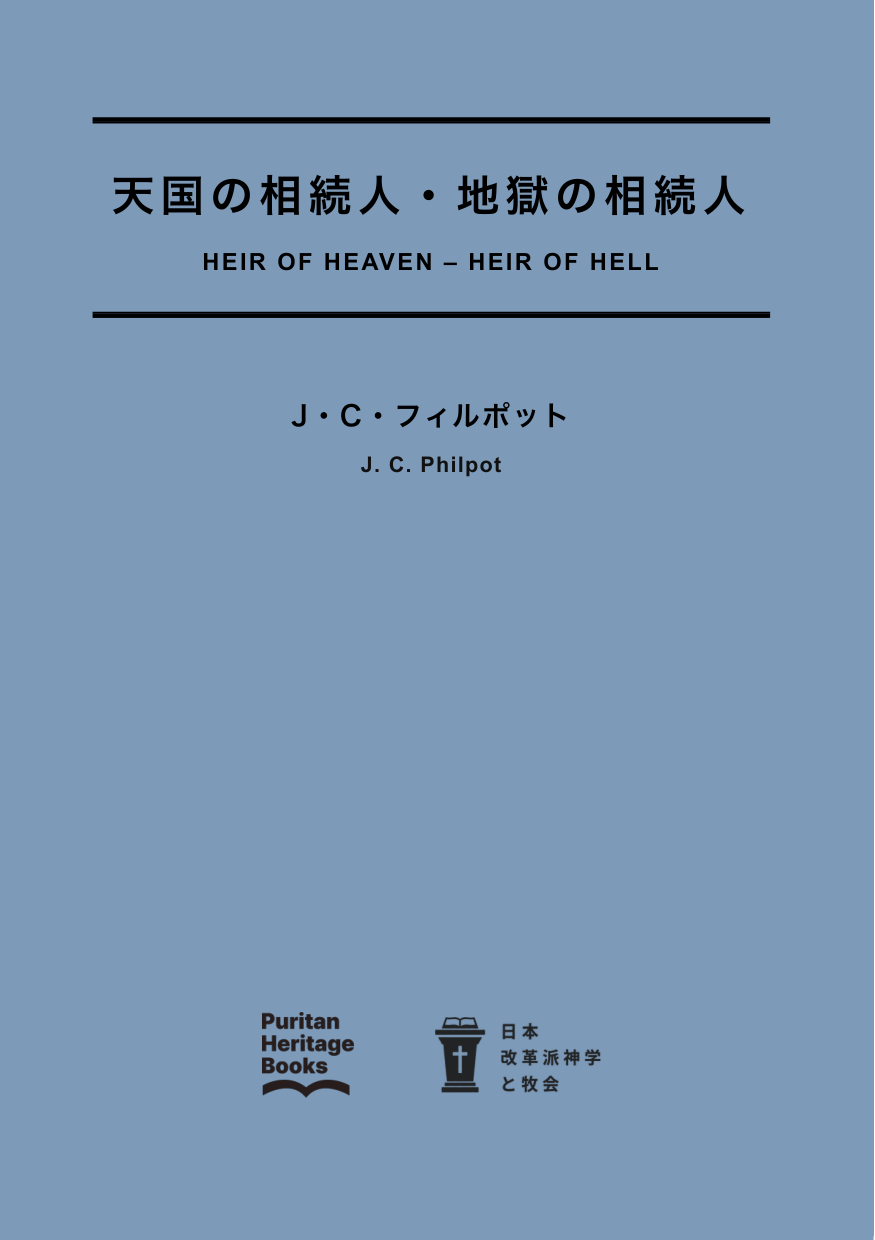 天国の相続人・地獄の相続人
HEIR OF HEAVEN – HEIR OF HELL
J・C・フィルポット
J. C. Philpot
Puritan
Heritage
Books
日本
改革派神学
と牧会